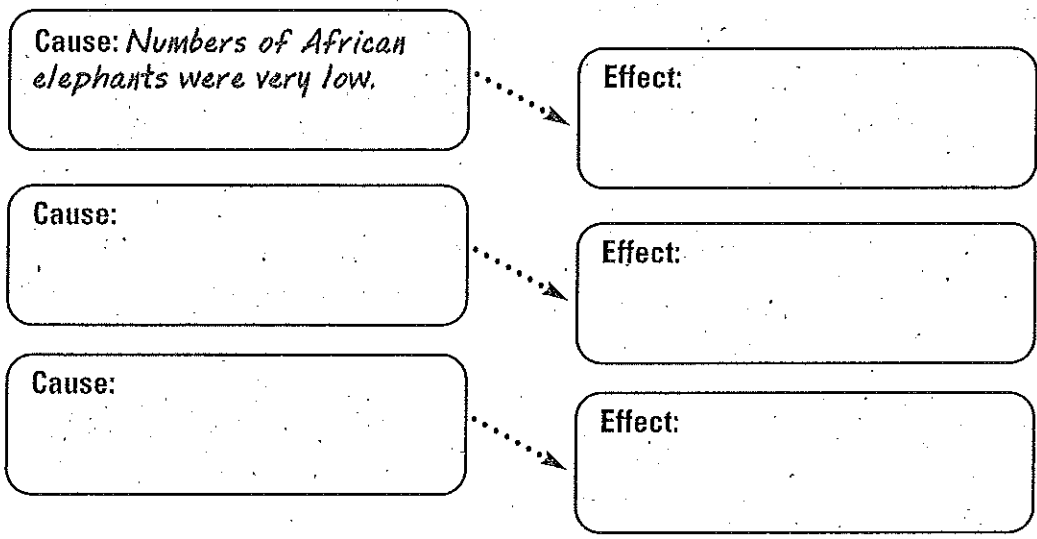 Cause: Numbers of African
elephants were very low.
Effect:
Cause:
Effect:
Cause:
Effect: